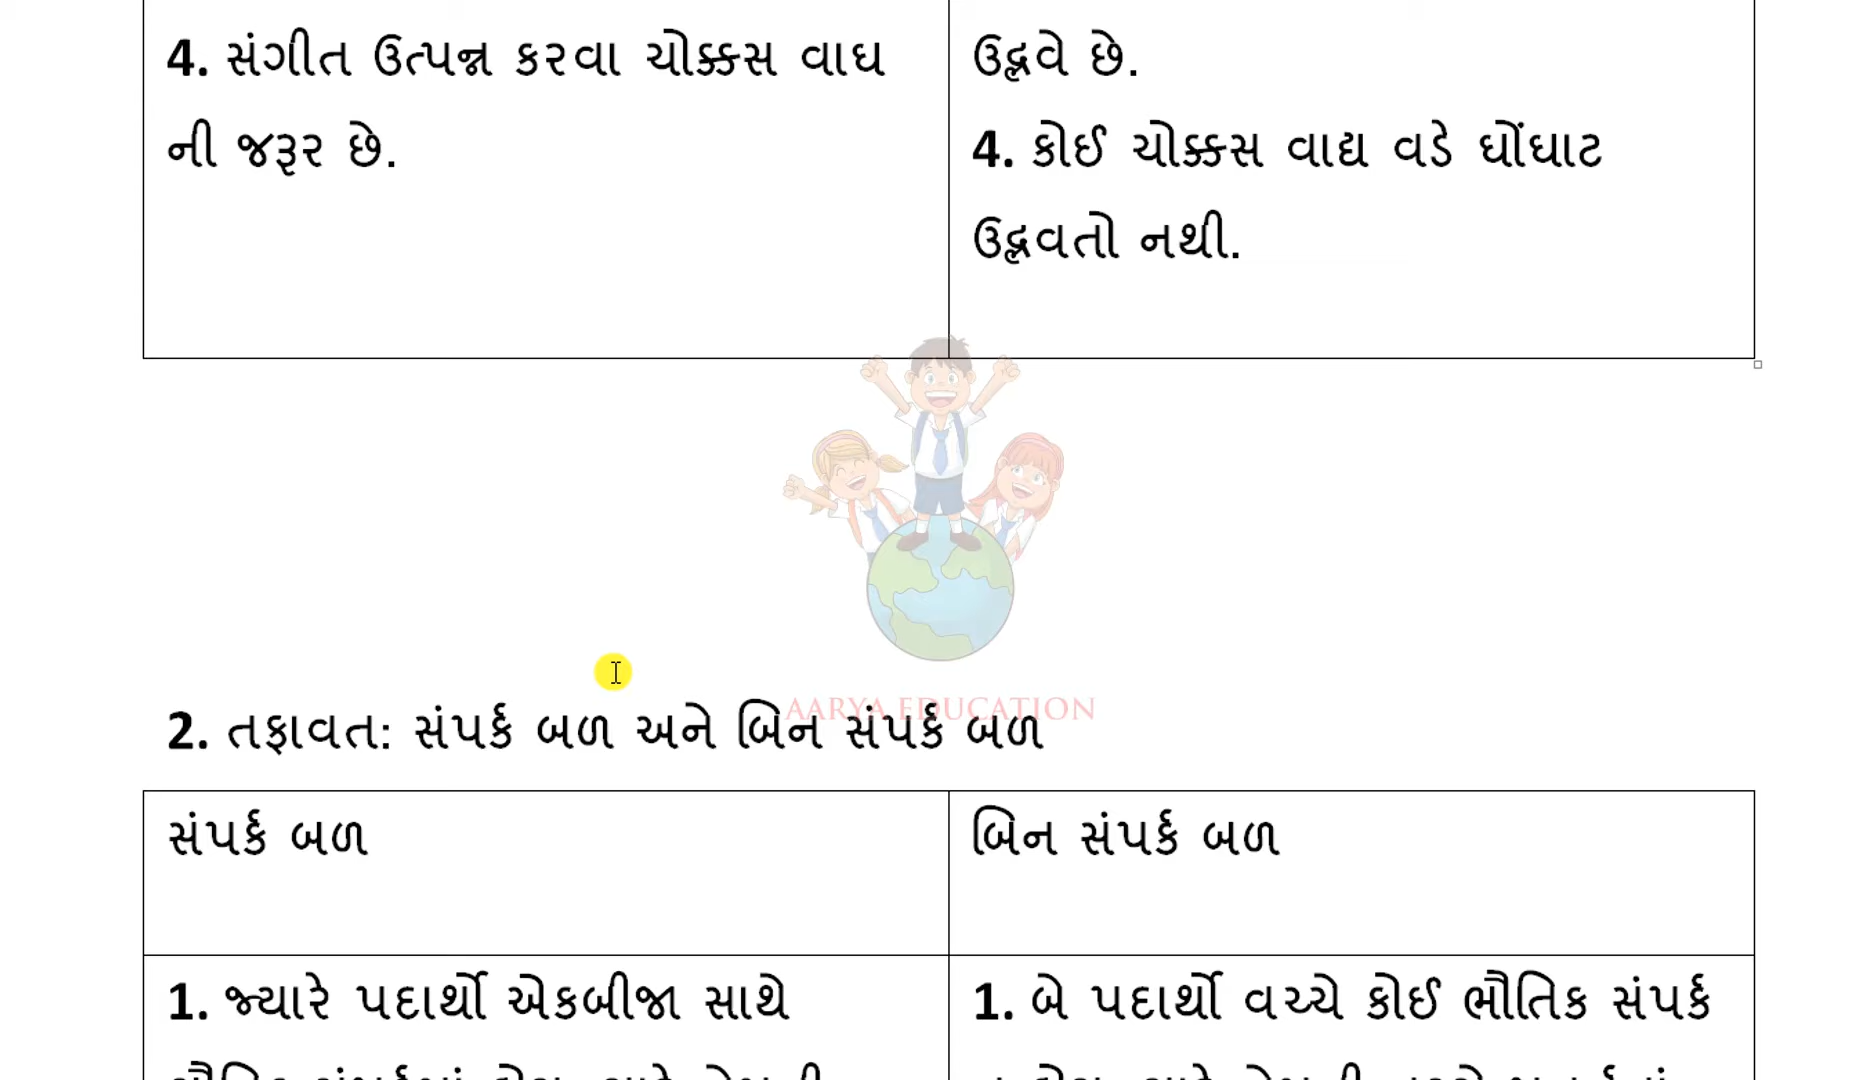 4. સંગીત ઉત્પન્ન કરવા ચોક્કસ વાઘ
ની જરૂર છે.
ઉદ્ભવે છે.
4. કોઈ ચોક્કસ વાદ્ય વડે ઘોંઘાટ
ઉદ્ભવતો નથી.
AARYA EDUCATION
2. તફાવત: સંપર્ક બળ અને બિન સંપર્ક બળ
સંપર્ક બળ
બિન સંપર્ક બળ
1. જ્યારે પદાર્થો એકબીજા સાથે
1. બે પદાર્થો વચ્ચે કોઈ ભૌતિક સંપર્ક